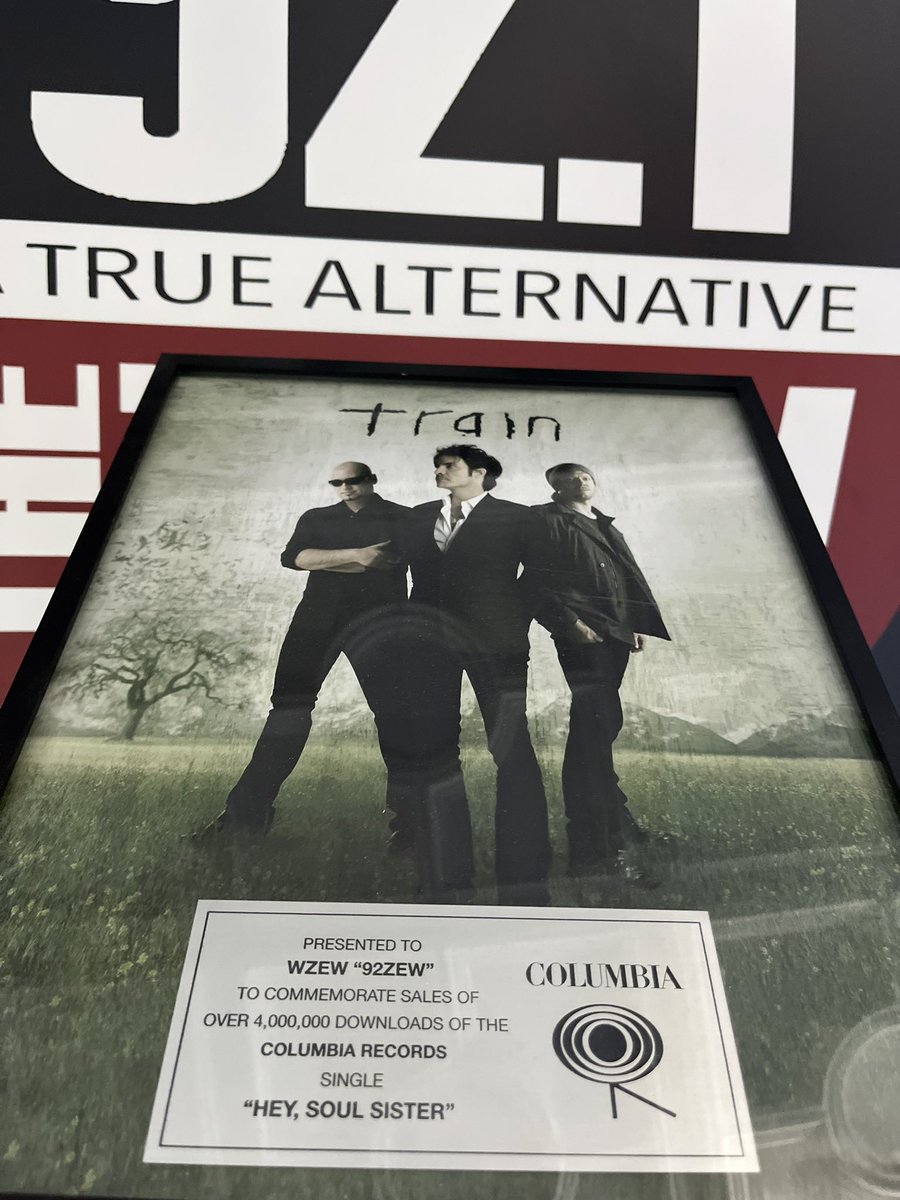 92.1
A TRUE ALTERNATIVE
THE
train
PRESENTED TO
WZEW “92ZEW”
TO COMMEMORATE SALES OF
OVER 4,000,000 DOWNLOADS OF THE
COLUMBIA RECORDS
SINGLE
“HEY, SOUL SISTER”
COLUMBIA